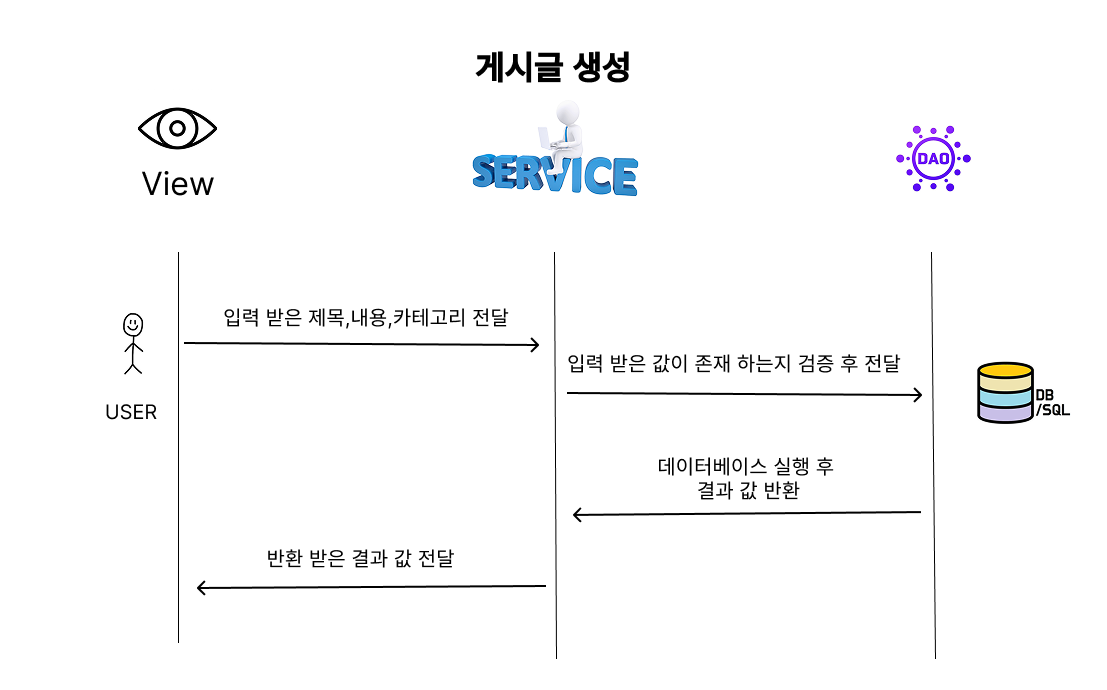 게시글 생성
View
SERVICE
DAO
입력 받은 제목,내용,카테고리 전달
입력 받은 값이 존재 하는지 검증 후 전달
USER
DB
/SQL
데이터베이스 실행 후
결과 값 반환
반환 받은 결과 값 전달